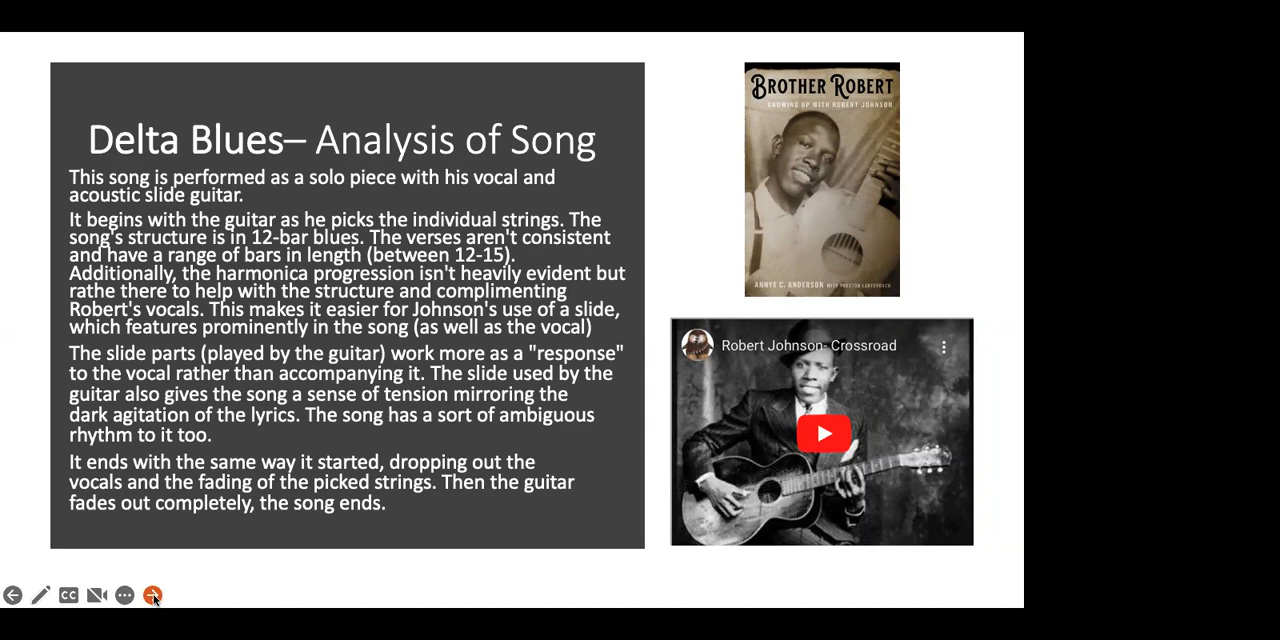 Delta Blues– Analysis of Song
This song is performed as a solo piece with his vocal and
acoustic slide guitar.
It begins with the guitar as he picks the individual strings. The
song's structure is in 12-bar blues. The verses aren't consistent
and have a range of bars in length (between 12-15).
Additionally, the harmonica progression isn't heavily evident but
rathe there to help with the structure and complimenting
Robert's vocals. This makes it easier for Johnson's use of a slide,
which features prominently in the song (as well as the vocal)
The slide parts (played by the guitar) work more as a "response"
to the vocal rather than accompanying it. The slide used by the
guitar also gives the song a sense of tension mirroring the
dark agitation of the lyrics. The song has a sort of ambiguous
rhythm to it too.
It ends with the same way it started, dropping out the
vocals and the fading of the picked strings. Then the guitar
fades out completely, the song ends.
BROTHER ROBERT
GROWING UP WITH ROBERT JOHNSON
ANNYE C. ANDERSON WITH PRESTON LAUTERBACH
Robert Johnson- Crossroad
CC